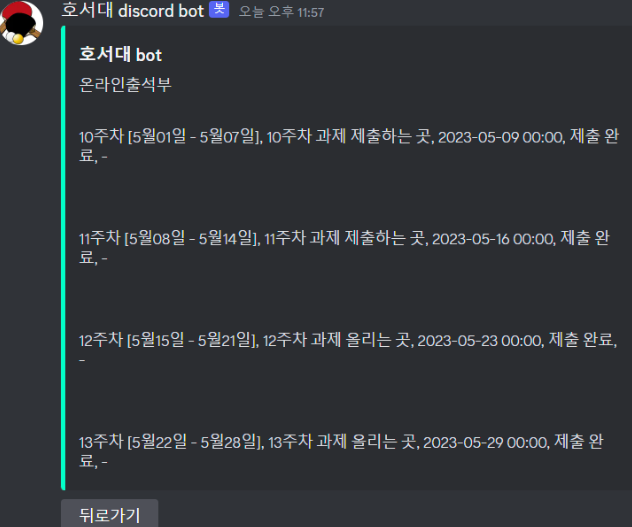 호서대 discord bot 봇 오늘 오후 11:57
호서대 bot
온라인출석부
10주차 [5월01일 - 5월07일], 10주차 과제 제출하는 곳, 2023-05-09 00:00, 제출 완
료, -
11주차 [5월08일 - 5월14일], 11주차 과제 제출하는 곳, 2023-05-16 00:00, 제출 완
료, -
12주차 [5월15일 - 5월21일], 12주차 과제 올리는 곳, 2023-05-23 00:00, 제출 완료,
-
13주차 [5월22일 - 5월28일], 13주차 과제 올리는 곳, 2023-05-29 00:00, 제출 완
료, -
뒤로가기